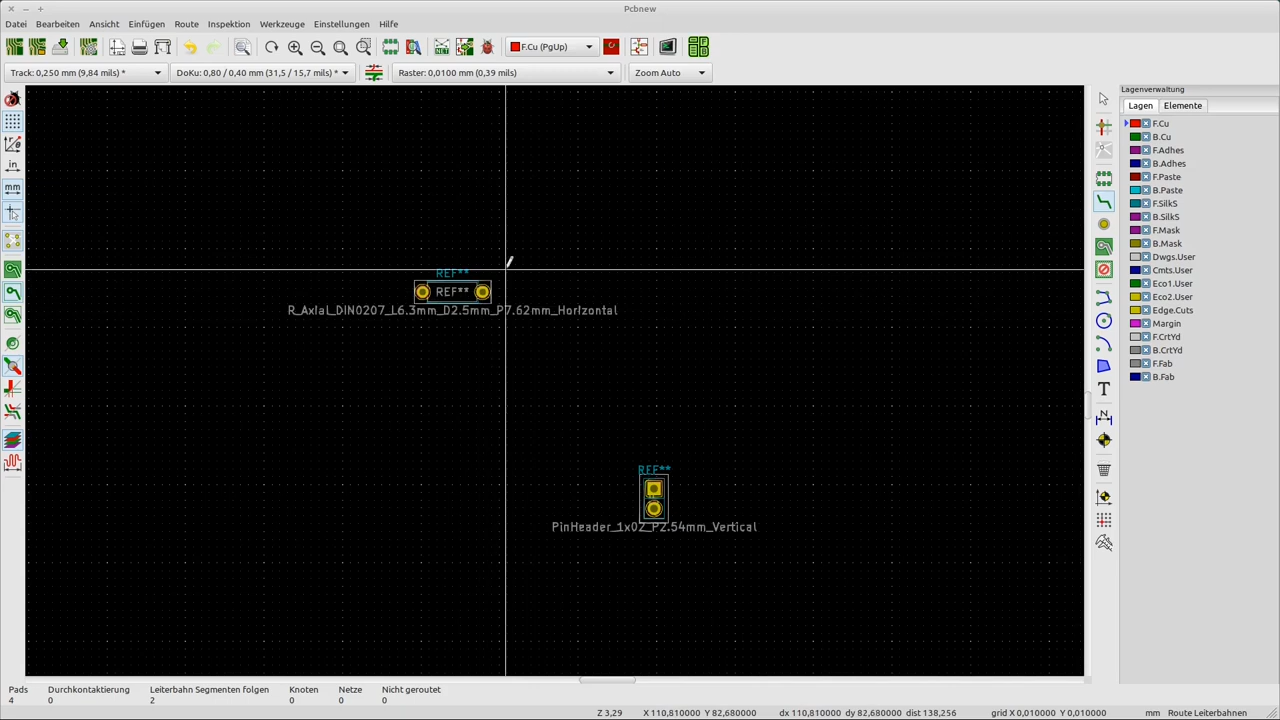 Pcbnew
Datei Bearbeiten Ansicht Einfügen Route Inspektion Werkzeuge Einstellungen Hilfe
NET
F.Cu (PgUp)
Track: 0,250 mm (9,84 mils) *
DoKu: 0,80 / 0,40 mm (31,5 / 15,7 mils) *
Raster: 0,0100 mm (0,39 mils)
Zoom Auto
in
mm
Lagenverwaltung
Lagen Elemente
F.Cu
B.Cu
F.Adhes
B.Adhes
F.Paste
B.Paste
F.SilkS
B.SilkS
F.Mask
B.Mask
Dwgs.User
Cmts.User
Eco1.User
Eco2.User
Edge.Cuts
Margin
F.CrtYd
B.CrtYd
F.Fab
B.Fab
REF**
REF**
R_Axial_DIN0207_L6.3mm_D2.5mm_P7.62mm_Horizontal
REF**
PinHeader_1x02_P2.54mm_Vertical
T
N
Pads Durchkontaktierung Leiterbahn Segmenten folgen Knoten Netze Nicht geroutet
4 0 2 0 0 0
Z 3,29 X 110,810000 Y 82,680000 dx 110,810000 dy 82,680000 dist 138,256 grid X 0,010000 Y 0,010000 mm Route Leiterbahnen